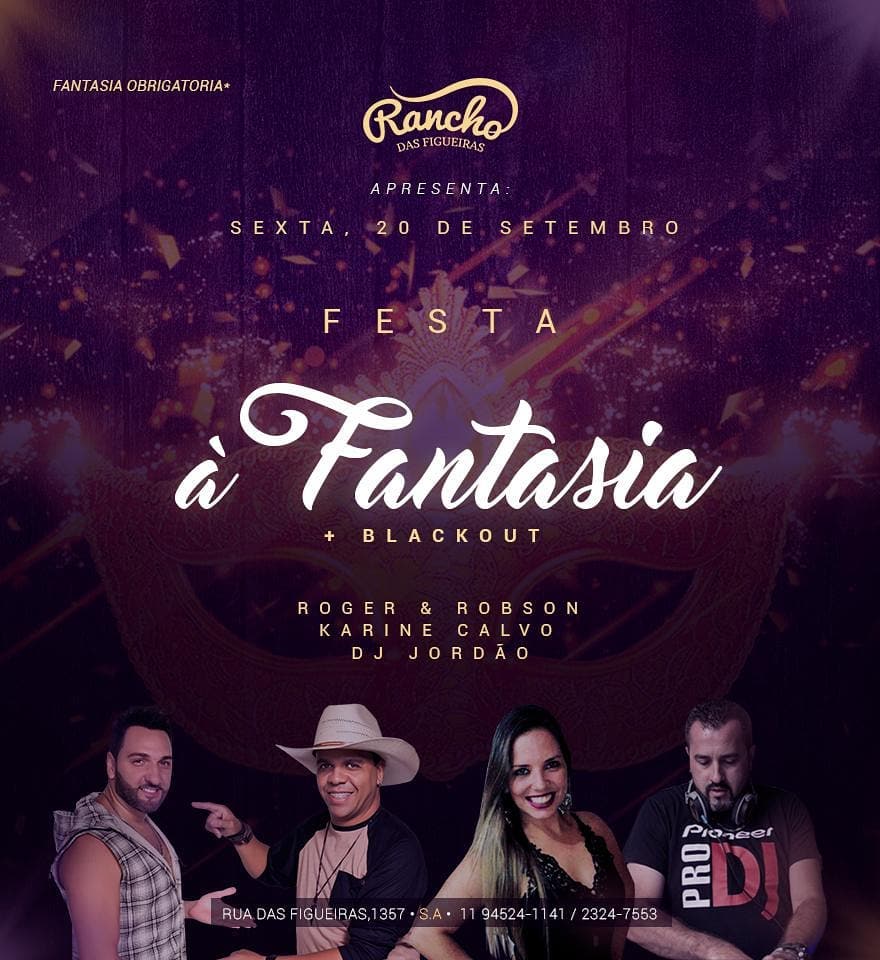 FANTASIA OBRIGATORIA*
Rancho
DAS FIGUEIRAS
APRESENTA:
SEXTA, 20 DE SETEMBRO
FESTA
à Fantasia
+ BLACKOUT
ROGER & ROBSON
KARINE CALVO
DJ JORDÃO
Pioneer
PRO DJ
RUA DAS FIGUEIRAS,1357 • S.A • 11 94524-1141 / 2324-7553